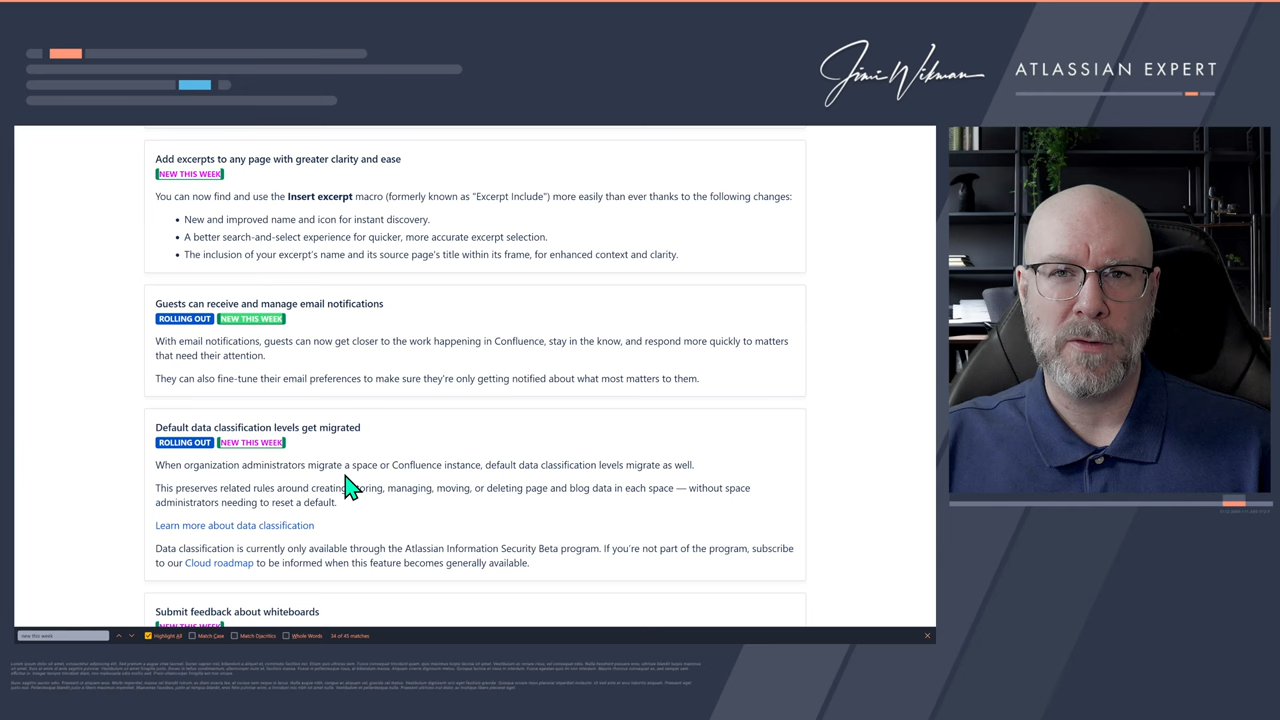 Jimi Wikman
ATLASSIAN EXPERT
Add excerpts to any page with greater clarity and ease
NEW THIS WEEK
You can now find and use the Insert excerpt macro (formerly known as "Excerpt Include") more easily than ever thanks to the following changes:
• New and improved name and icon for instant discovery.
• A better search-and-select experience for quicker, more accurate excerpt selection.
• The inclusion of your excerpt's name and its source page's title within its frame, for enhanced context and clarity.
Guests can receive and manage email notifications
ROLLING OUT NEW THIS WEEK
With email notifications, guests can now get closer to the work happening in Confluence, stay in the know, and respond more quickly to matters
that need their attention.
They can also fine-tune their email preferences to make sure they're only getting notified about what most matters to them.
Default data classification levels get migrated
ROLLING OUT NEW THIS WEEK
When organization administrators migrate a space or Confluence instance, default data classification levels migrate as well.
This preserves related rules around creating, managing, moving, or deleting page and blog data in each space — without space
administrators needing to reset a default.
Learn more about data classification
Data classification is currently only available through the Atlassian Information Security Beta program. If you're not part of the program, subscribe
to our Cloud roadmap to be informed when this feature becomes generally available.
Submit feedback about whiteboards
NEW THIS WEEK
new this week Highlight All Match Case Match Diacritics Whole Words 34 of 45 matches